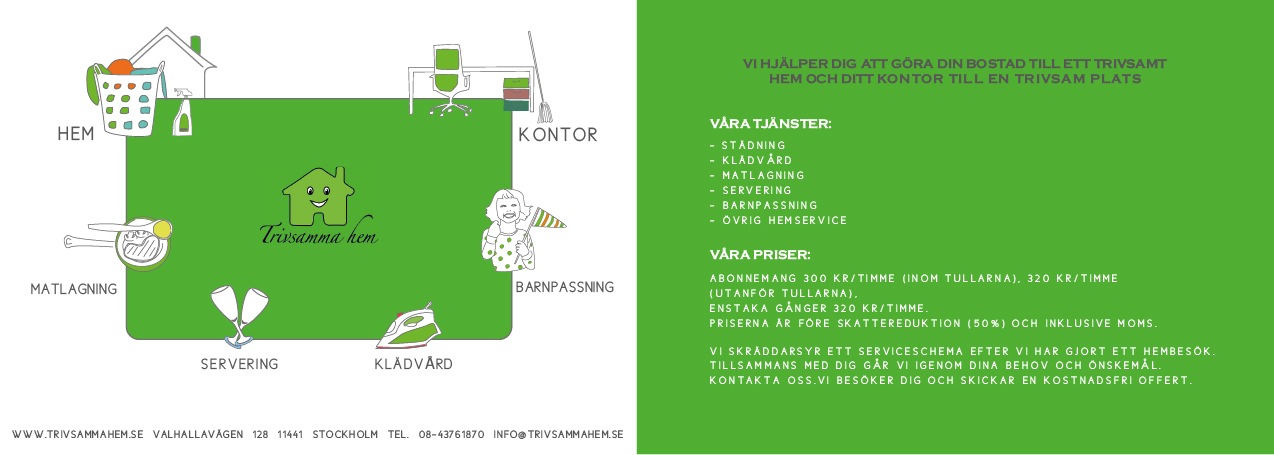 HEM
KONTOR
Trivsamma hem
MATLAGNING
BARNPASSNING
SERVERING
KLÄDVÅRD
WWW.TRIVSAMMAHEM.SE VALHALLAVÄGEN 128 11441 STOCKHOLM TEL. 08-43761870 INFO@TRIVSAMMAHEM.SE
VI HJÄLPER DIG ATT GÖRA DIN BOSTAD TILL ETT TRIVSAMT
HEM OCH DITT KONTOR TILL EN TRIVSAM PLATS
VÅRA TJÄNSTER:
- STÄDNING
- KLÄDVÅRD
- MATLAGNING
- SERVERING
- BARNPASSNING
- ÖVRIG HEMSERVICE
VÅRA PRISER:
ABONNEMANG 300 KR/TIMME (INOM TULLARNA), 320 KR/TIMME
(UTANFÖR TULLARNA),
ENSTAKA GÅNGER 320 KR/TIMME.
PRISERNA ÄR FÖRE SKATTEREDUKTION (50%) OCH INKLUSIVE MOMS.
VI SKRÄDDARSYR ETT SERVICESCHEMA EFTER VI HAR GJORT ETT HEMBESÖK.
TILLSAMMANS MED DIG GÅR VI IGENOM DINA BEHOV OCH ÖNSKEMÅL.
KONTAKTA OSS.VI BESÖKER DIG OCH SKICKAR EN KOSTNADSFRI OFFERT.